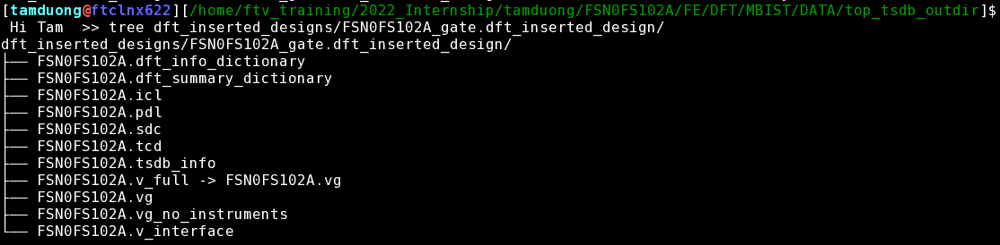 [tamduong@ftclnx622][/home/ftv_training/2022_Internship/tamduong/FSN0FS102A/FE/DFT/MBIST/DATA/top_tsdb_outdir]$
Hi Tam >> tree dft_inserted_designs/FSN0FS102A_gate.dft_inserted_design/
dft_inserted_designs/FSN0FS102A_gate.dft_inserted_design/
├── FSN0FS102A.dft_info_dictionary
├── FSN0FS102A.dft_summary_dictionary
├── FSN0FS102A.icl
├── FSN0FS102A.pdl
├── FSN0FS102A.sdc
├── FSN0FS102A.tcd
├── FSN0FS102A.tsdb_info
├── FSN0FS102A.v_full -> FSN0FS102A.vg
├── FSN0FS102A.vg
├── FSN0FS102A.vg_no_instruments
└── FSN0FS102A.v_interface